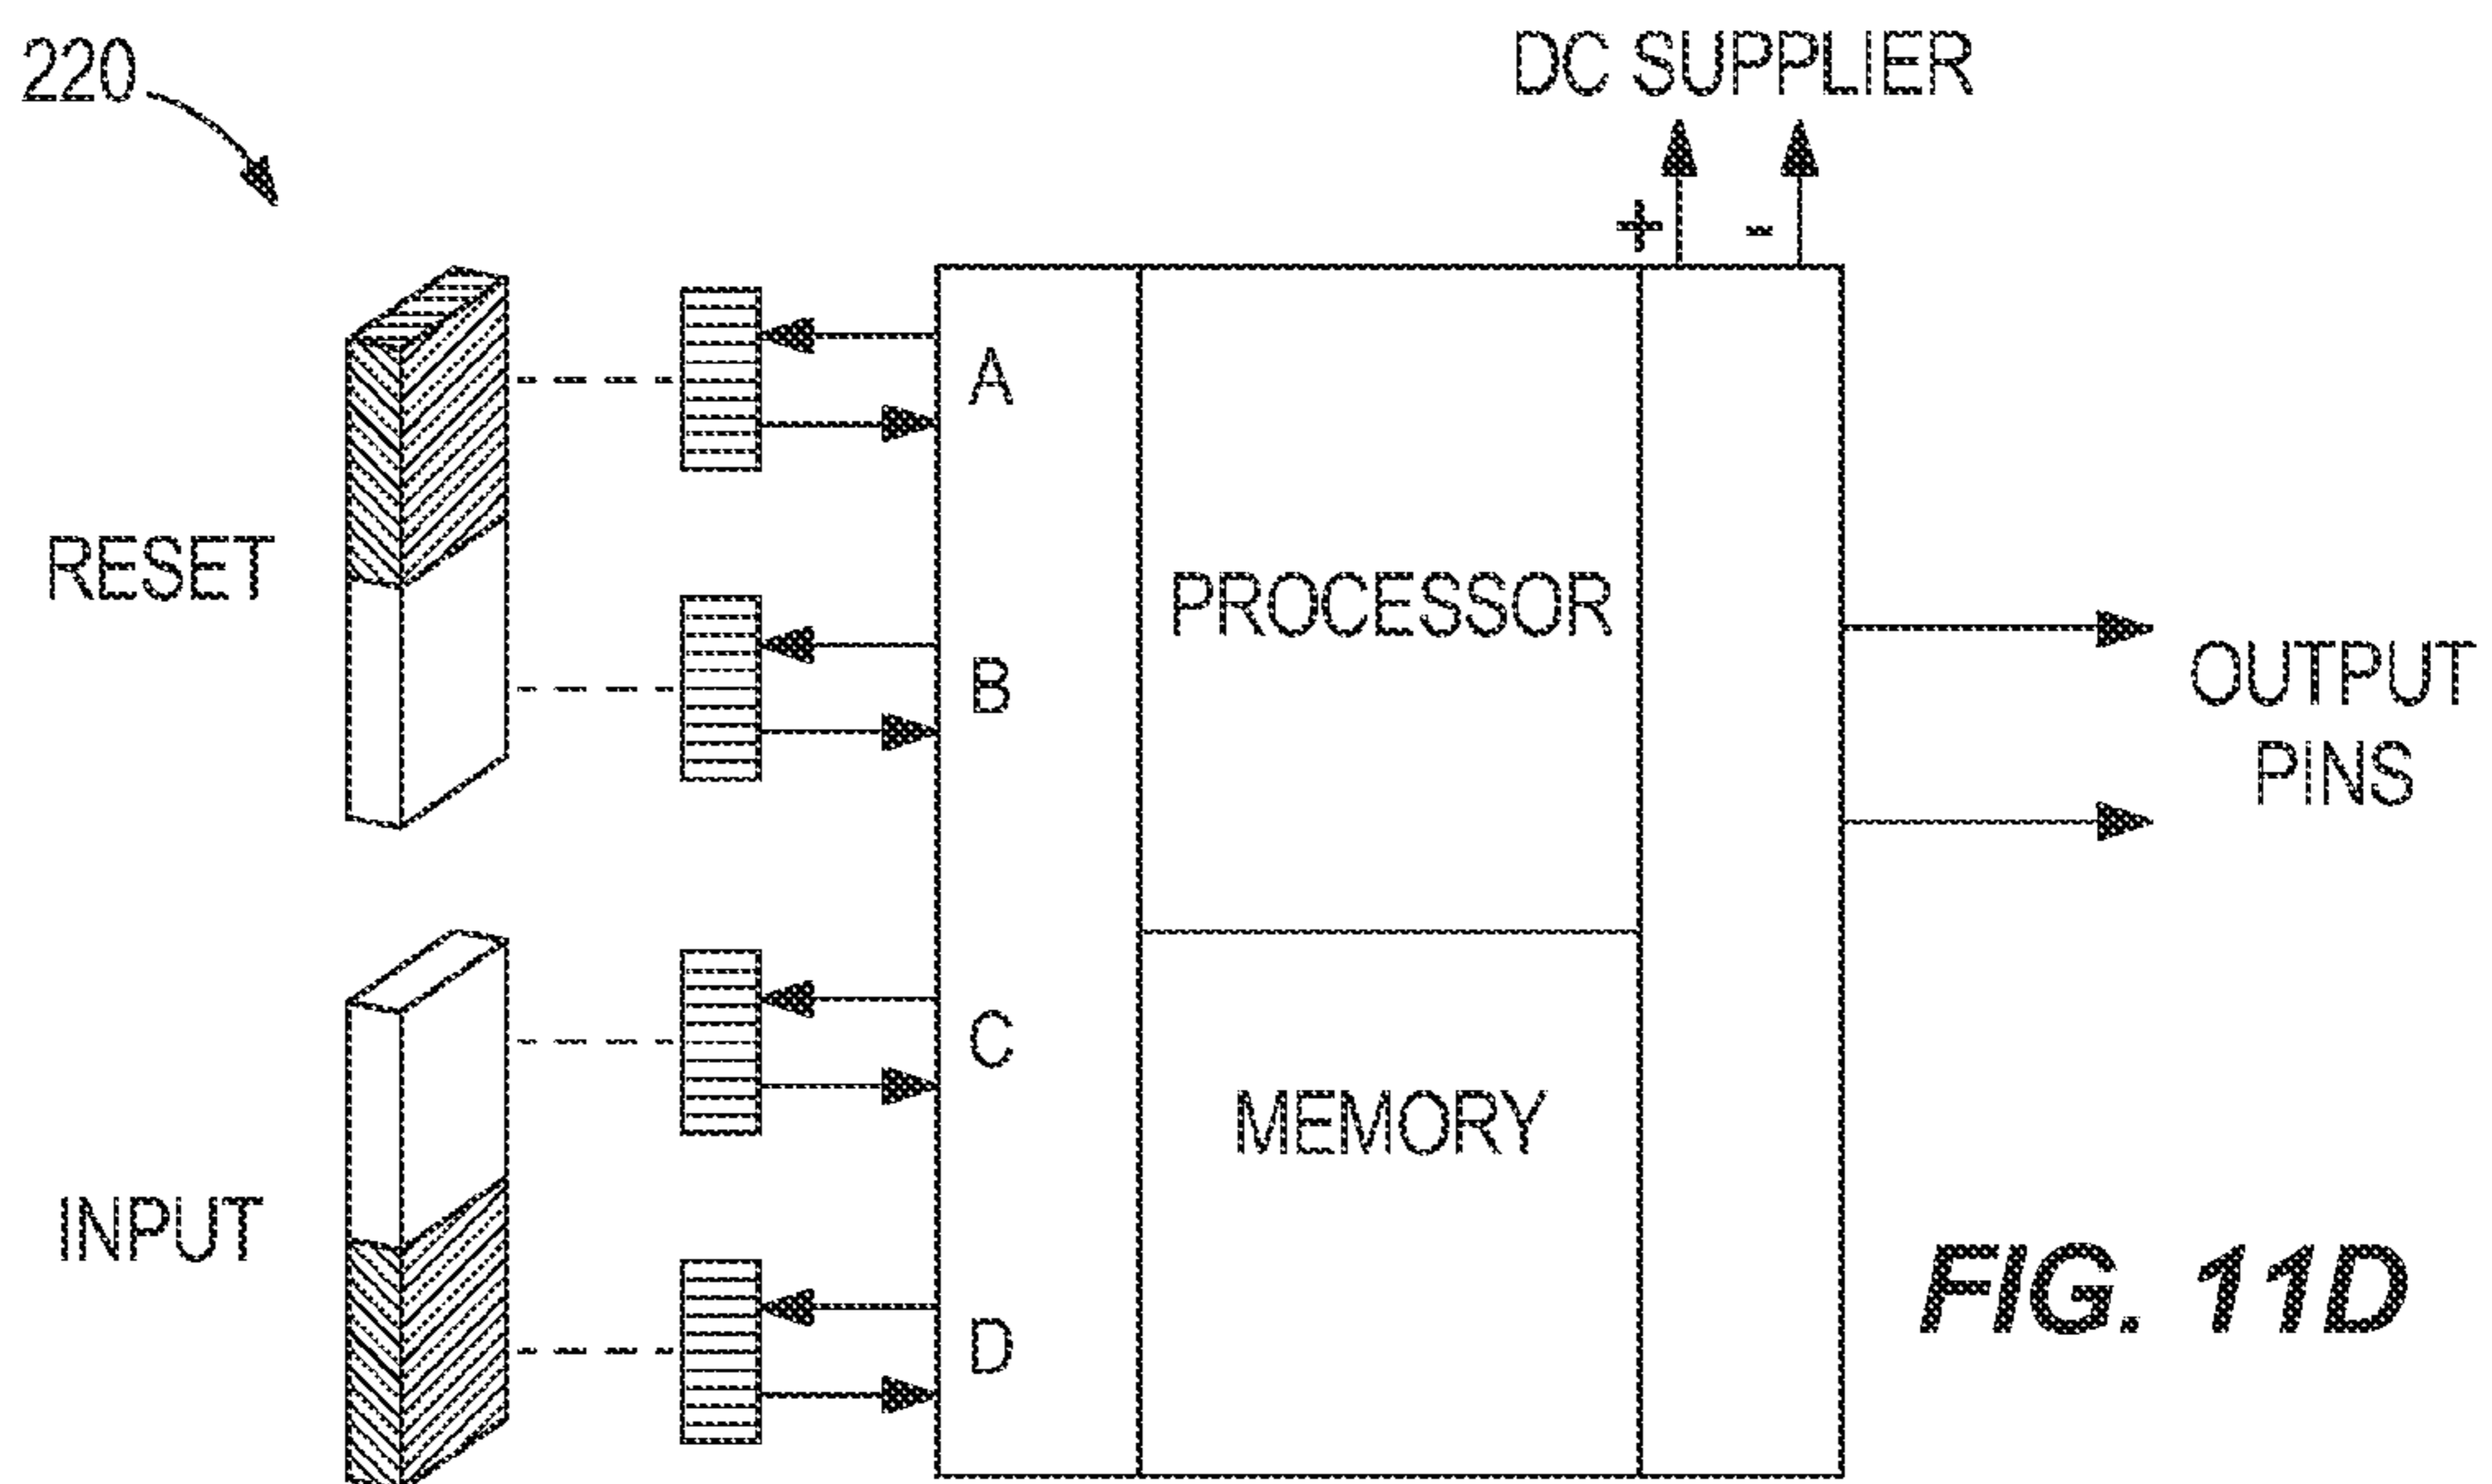 220
DC SUPPLIER
+ -
A
RESET
PROCESSOR
B
OUTPUT
PINS
C
MEMORY
INPUT
D
FIG. 11D